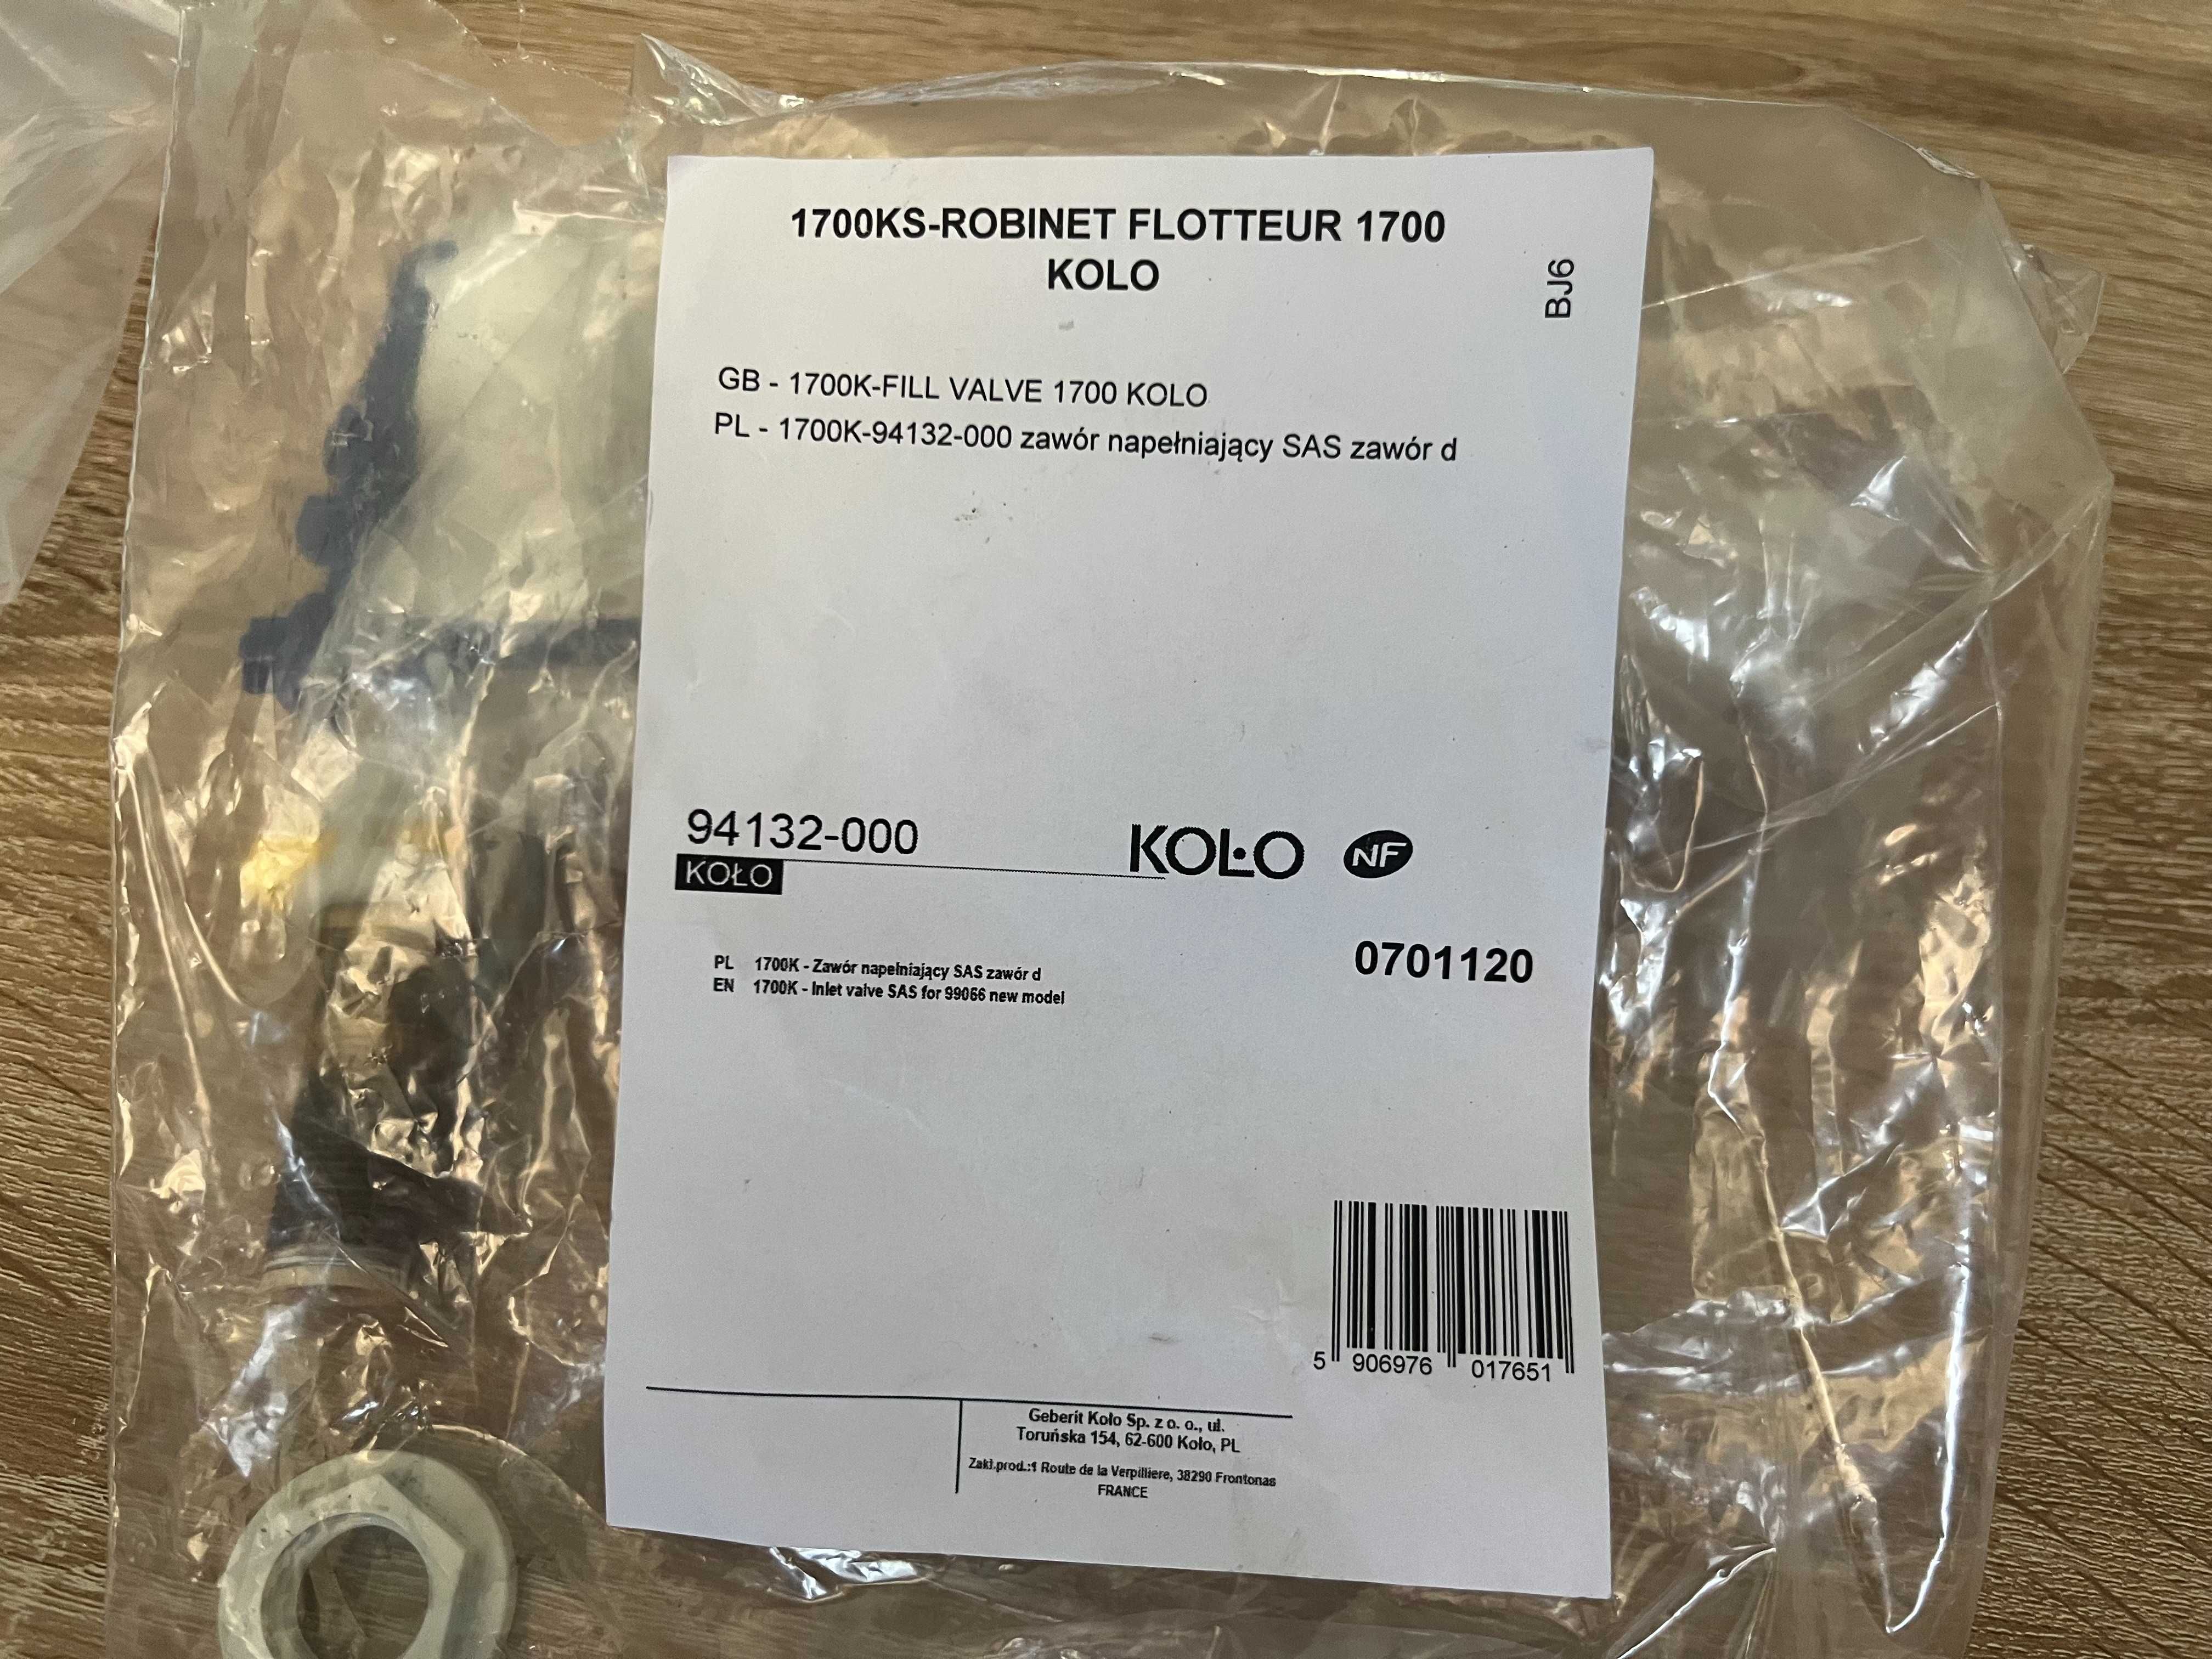 1700KS-ROBINET FLOTTEUR 1700
KOLO
BJ6
GB - 1700K-FILL VALVE 1700 KOLO
PL - 1700K-94132-000 zawór napełniający SAS zawór d
94132-000
KOŁO
KOŁO NF
0701120
PL 1700K - Zawór napełniający SAS zawór d
EN 1700K - Inlet valve SAS for 99066 new model
5 906976 017651
Geberit Koło Sp. z o. o., ul.
Toruńska 154, 62-600 Koło, PL
Zakł.prod.:1 Route de la Verpilliere, 38290 Frontonas
FRANCE